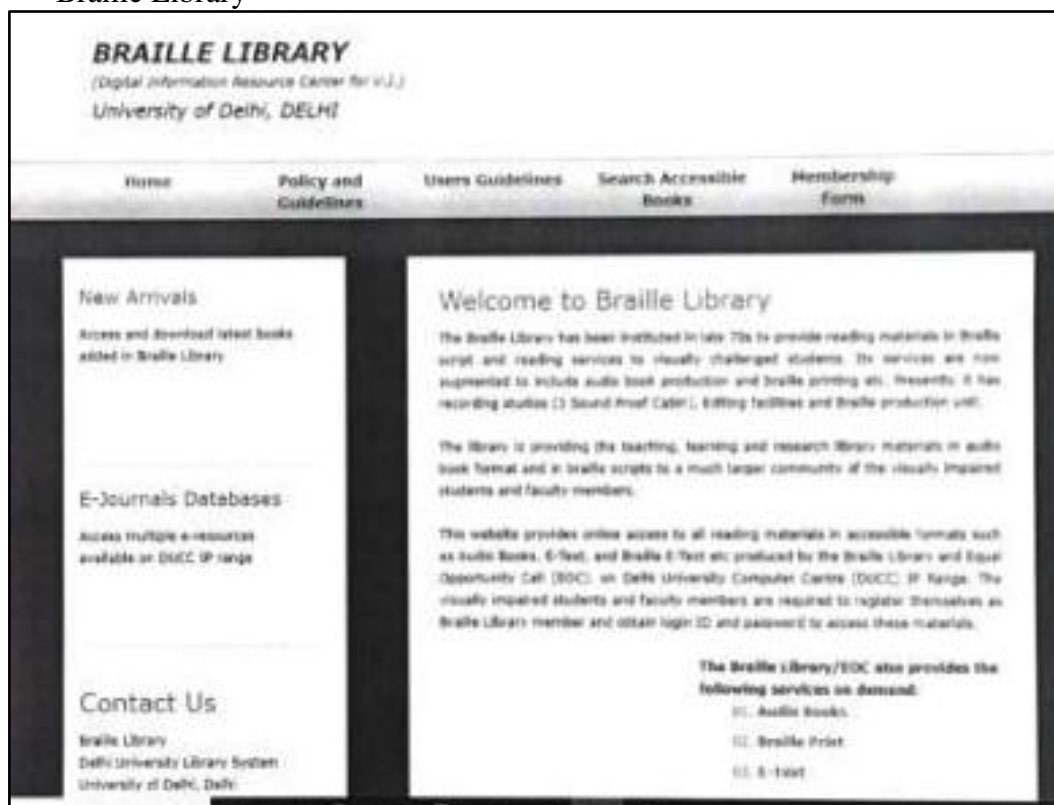 Braille Library
BRAILLE LIBRARY
(Digital Information Resource Center for V.I.)
University of Delhi, DELHI
Home
Policy and
Guidelines
Users Guidelines
Search Accessible
Books
Membership
Form
New Arrivals
Access and download latest books
added in Braille Library
E-Journals Databases
Access multiple e-resources
available on DUCC IP range
Contact Us
Braille Library
Delhi University Library System
University of Delhi, Delhi
Welcome to Braille Library
The Braille Library has been instituted in late 70s to provide reading materials in Braille
script and reading services to visually challenged students. Its services are now
augmented to include audio book production and braille printing etc. Presently, it has
recording studios (3 Sound Proof Cabin), Editing facilities and Braille production unit.
The library is providing the teaching, learning and research library materials in audio
book format and in braille scripts to a much larger community of the visually impaired
students and faculty members.
This website provides online access to all reading materials in accessible formats such
as Audio Books, E-Text, and Braille E-Text etc produced by the Braille Library and Equal
Opportunity Cell (EOC), on Delhi University Computer Centre (DUCC) IP Range. The
visually impaired students and faculty members are required to register themselves as
Braille Library member and obtain login ID and password to access these materials.
The Braille Library/EOC also provides the
following services on demand:
01. Audio Books
02. Braille Print
03. E-text